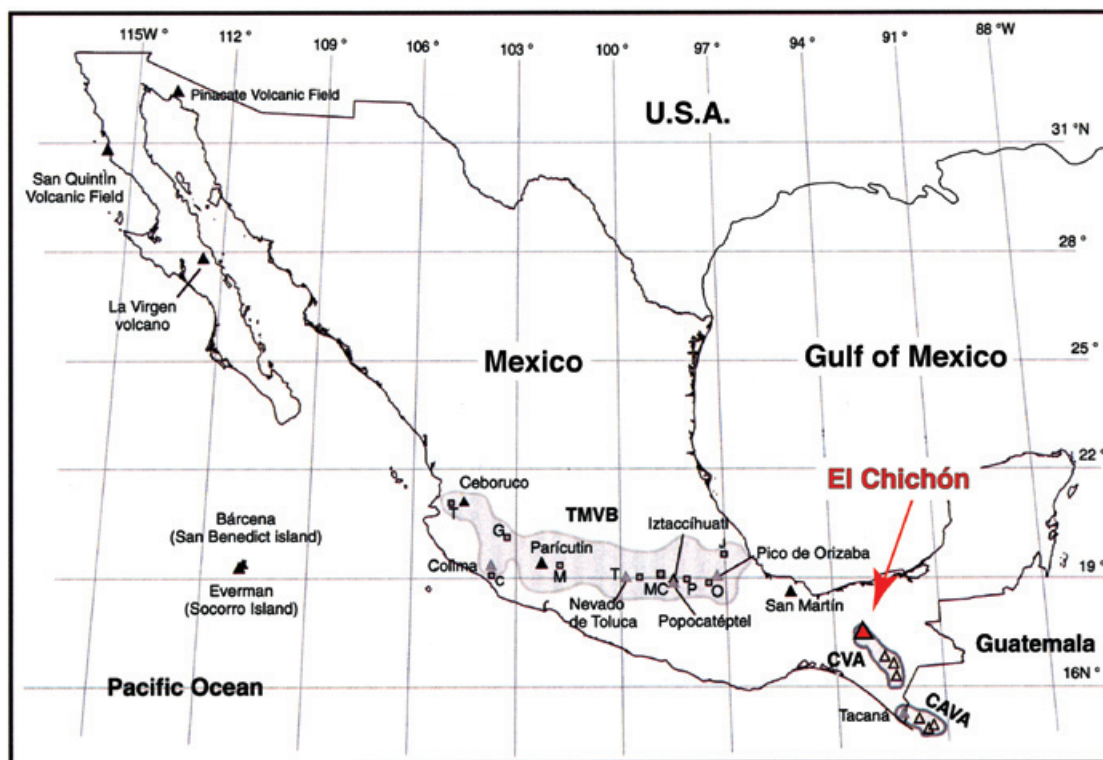 115W °
112 °
109 °
106 °
103 °
100 °
97 °
94 °
91 °
88 °W
Pinacate Volcanic Field
U.S.A.
31 °N
San Quintìn
Volcanic Field
28 °
La Virgen
volcano
Mexico
Gulf of Mexico
25 °
22 °
El Chichón
Ceboruco
T
Bárcena
(San Benedict island)
TMVB
Iztaccíhuatl
G
J
Parícutin
Pico de Orizaba
Colima
C
M
T
MC
P
O
19 °
Everman
(Socorro Island)
Nevado
de Toluca
Popocatéptel
San Martín
CVA
Guatemala
Pacific Ocean
16N °
Tacaná
CAVA